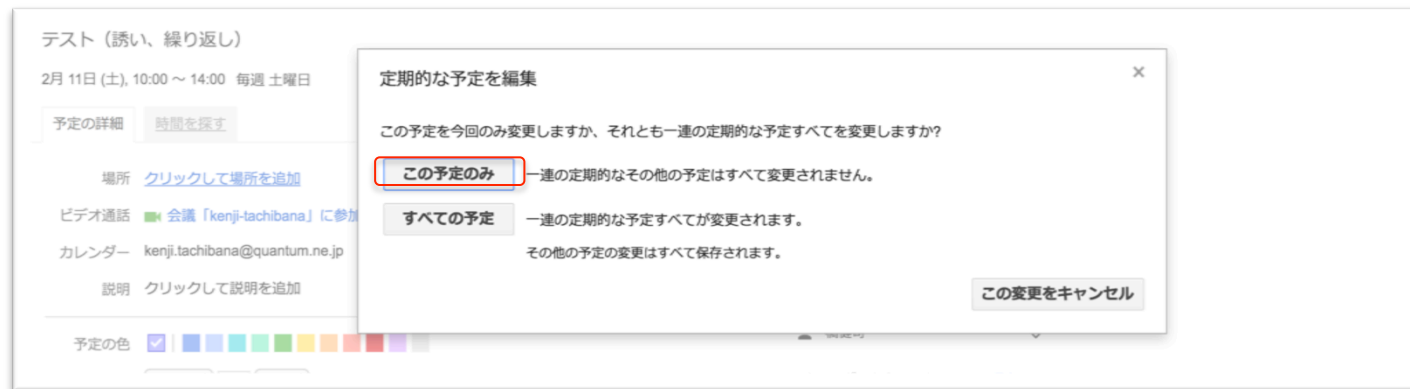 テスト（誘い、繰り返し）
2月 11日 (土), 10:00 ～ 14:00 毎週 土曜日
予定の詳細 時間を探す
場所 クリックして場所を追加
ビデオ通話 会議「kenji-tachibana」に参加
カレンダー kenji.tachibana@quantum.ne.jp
説明 クリックして説明を追加
予定の色
定期的な予定を編集
×
この予定を今回のみ変更しますか、それとも一連の定期的な予定すべてを変更しますか?
この予定のみ 一連の定期的なその他の予定はすべて変更されません。
すべての予定 一連の定期的な予定すべてが変更されます。
その他の予定の変更はすべて保存されます。
この変更をキャンセル